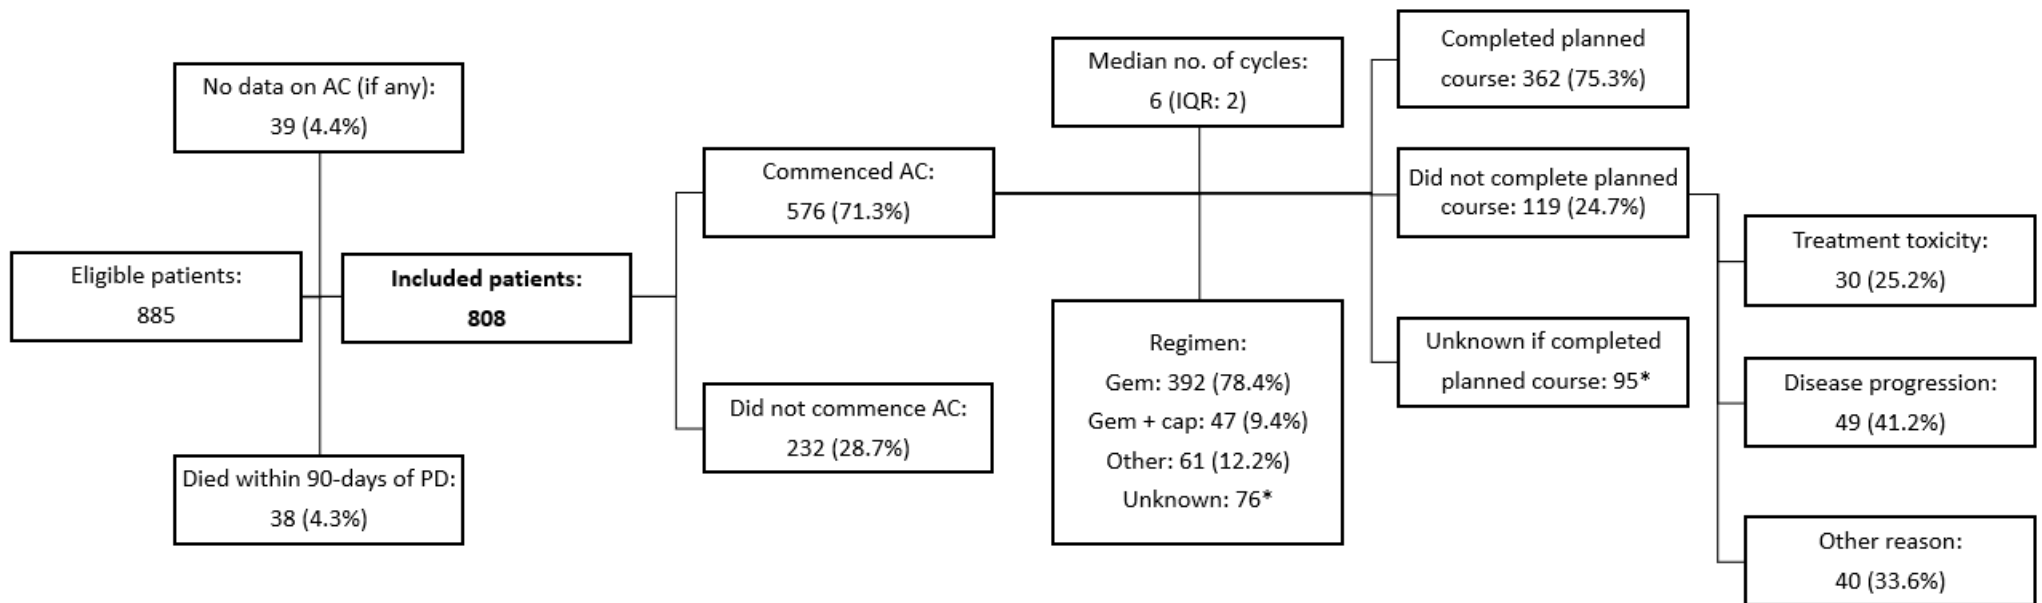 Eligible patients:
885
No data on AC (if any):
39 (4.4%)
Died within 90-days of PD:
38 (4.3%)
Included patients:
808
Commenced AC:
576 (71.3%)
Did not commence AC:
232 (28.7%)
Median no. of cycles:
6 (IQR: 2)
Regimen:
Gem: 392 (78.4%)
Gem + cap: 47 (9.4%)
Other: 61 (12.2%)
Unknown: 76*
Completed planned
course: 362 (75.3%)
Did not complete planned
course: 119 (24.7%)
Unknown if completed
planned course: 95*
Treatment toxicity:
30 (25.2%)
Disease progression:
49 (41.2%)
Other reason:
40 (33.6%)